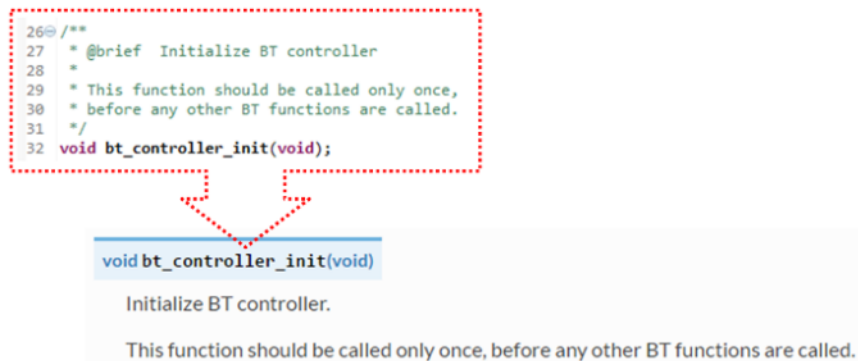 26 /**
27 * @brief Initialize BT controller
28 *
29 * This function should be called only once,
30 * before any other BT functions are called.
31 */
32 void bt_controller_init(void);
void bt_controller_init(void)
Initialize BT controller.
This function should be called only once, before any other BT functions are called.